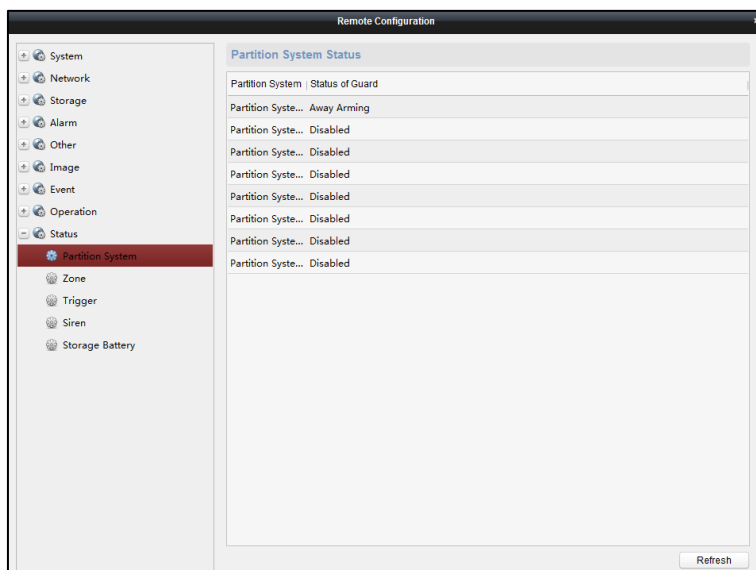 Remote Configuration
System
Network
Storage
Alarm
Other
Image
Event
Operation
Status
Partition System
Zone
Trigger
Siren
Storage Battery
Partition System Status
Partition System Status of Guard
Partition Syste... Away Arming
Partition Syste... Disabled
Partition Syste... Disabled
Partition Syste... Disabled
Partition Syste... Disabled
Partition Syste... Disabled
Partition Syste... Disabled
Partition Syste... Disabled
Refresh